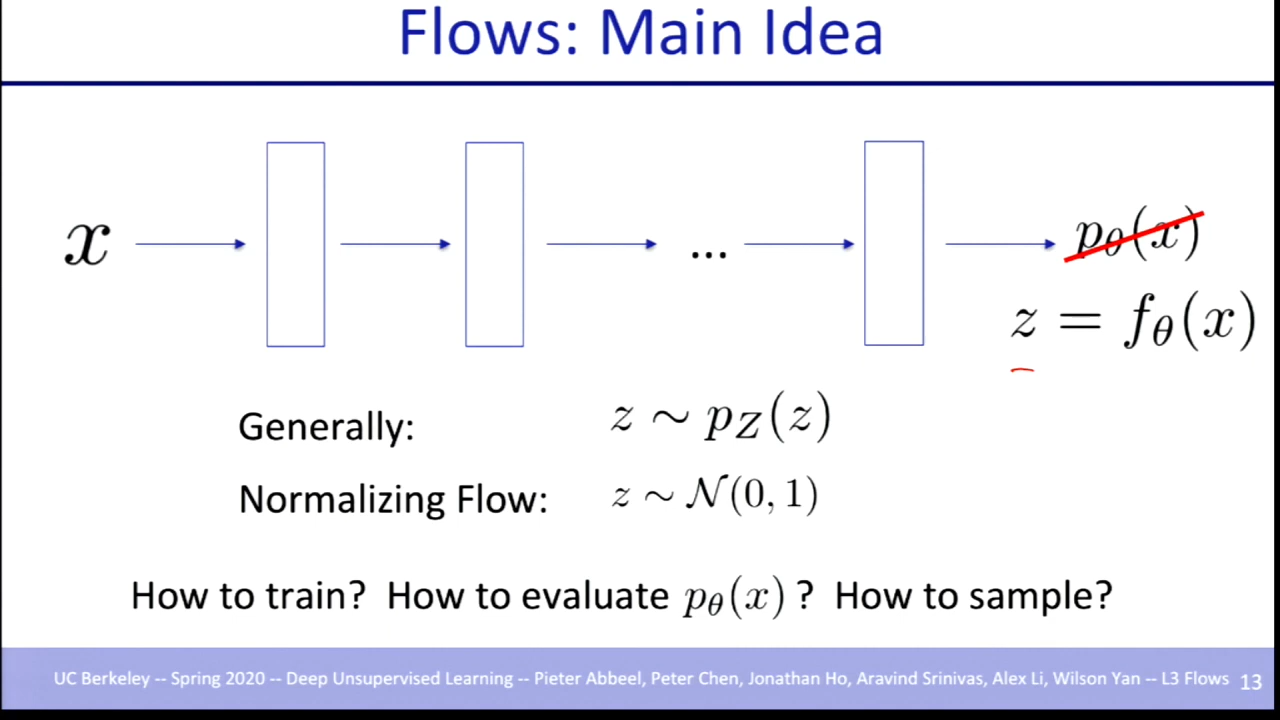 Flows: Main Idea
x
...
pθ(x)
z = fθ(x)
Generally: z ∼ pZ(z)
Normalizing Flow: z ∼ N(0, 1)
How to train? How to evaluate pθ(x) ? How to sample?
UC Berkeley -- Spring 2020 -- Deep Unsupervised Learning -- Pieter Abbeel, Peter Chen, Jonathan Ho, Aravind Srinivas, Alex Li, Wilson Yan -- L3 Flows 13